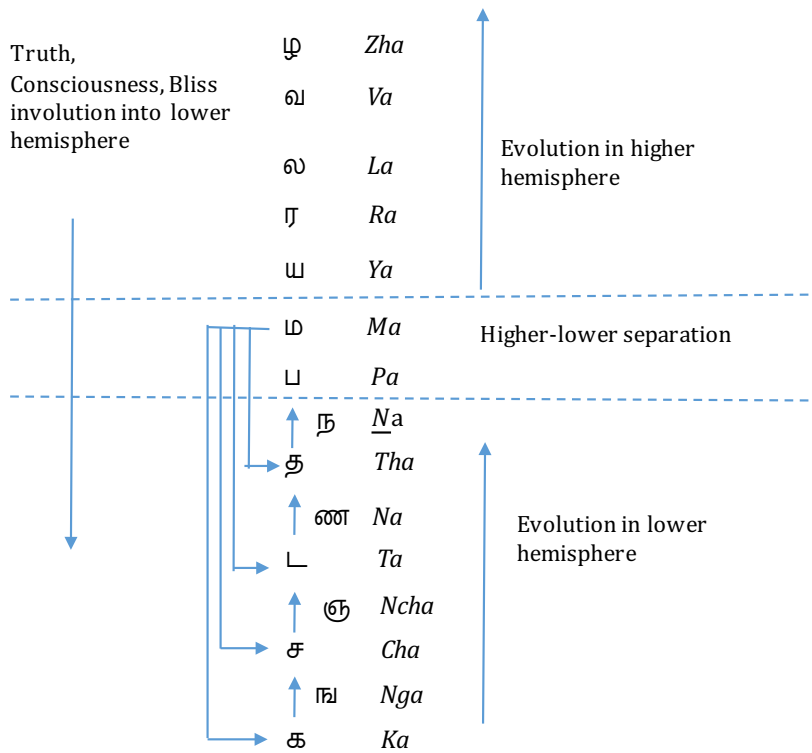 Truth,
Consciousness, Bliss
involution into lower
hemisphere
ழ Zha
வ Va
ல La
ர Ra
ய Ya
Evolution in higher
hemisphere
ம Ma
Higher-lower separation
ப Pa
ந Na
த Tha
ண Na
ட Ta
ஞ Ncha
ச Cha
ங Nga
க Ka
Evolution in lower
hemisphere